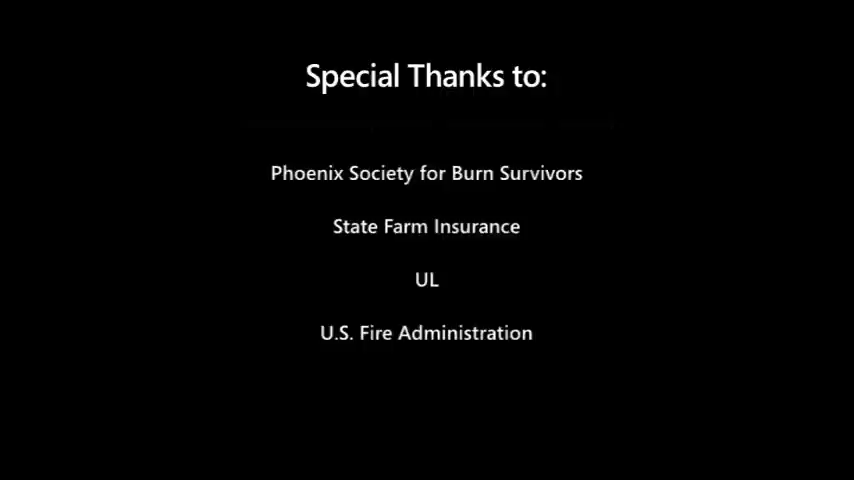 Special Thanks to:
Phoenix Society for Burn Survivors
State Farm Insurance
UL
U.S. Fire Administration